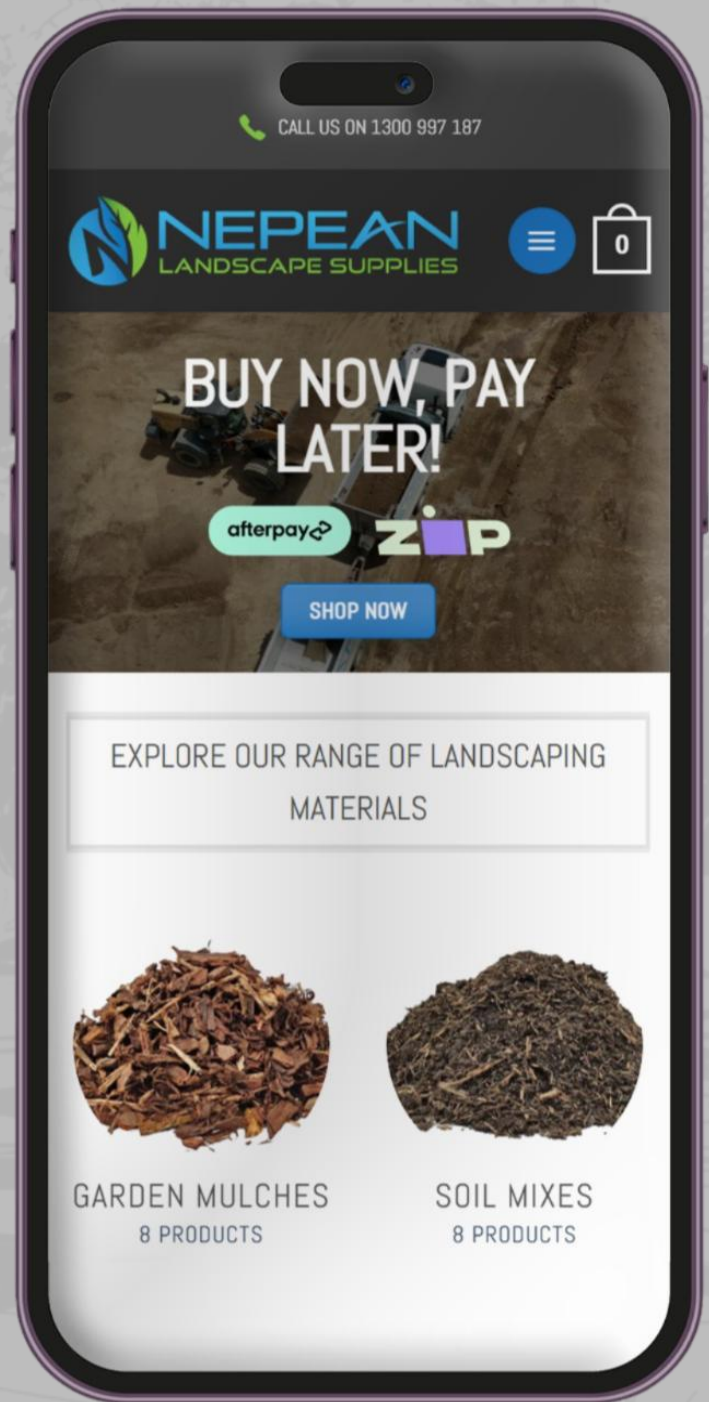 CALL US ON 1300 997 187
NEPEAN
LANDSCAPE SUPPLIES
0
BUY NOW, PAY
LATER!
afterpay
ZIP
SHOP NOW
EXPLORE OUR RANGE OF LANDSCAPING
MATERIALS
GARDEN MULCHES
8 PRODUCTS
SOIL MIXES
8 PRODUCTS